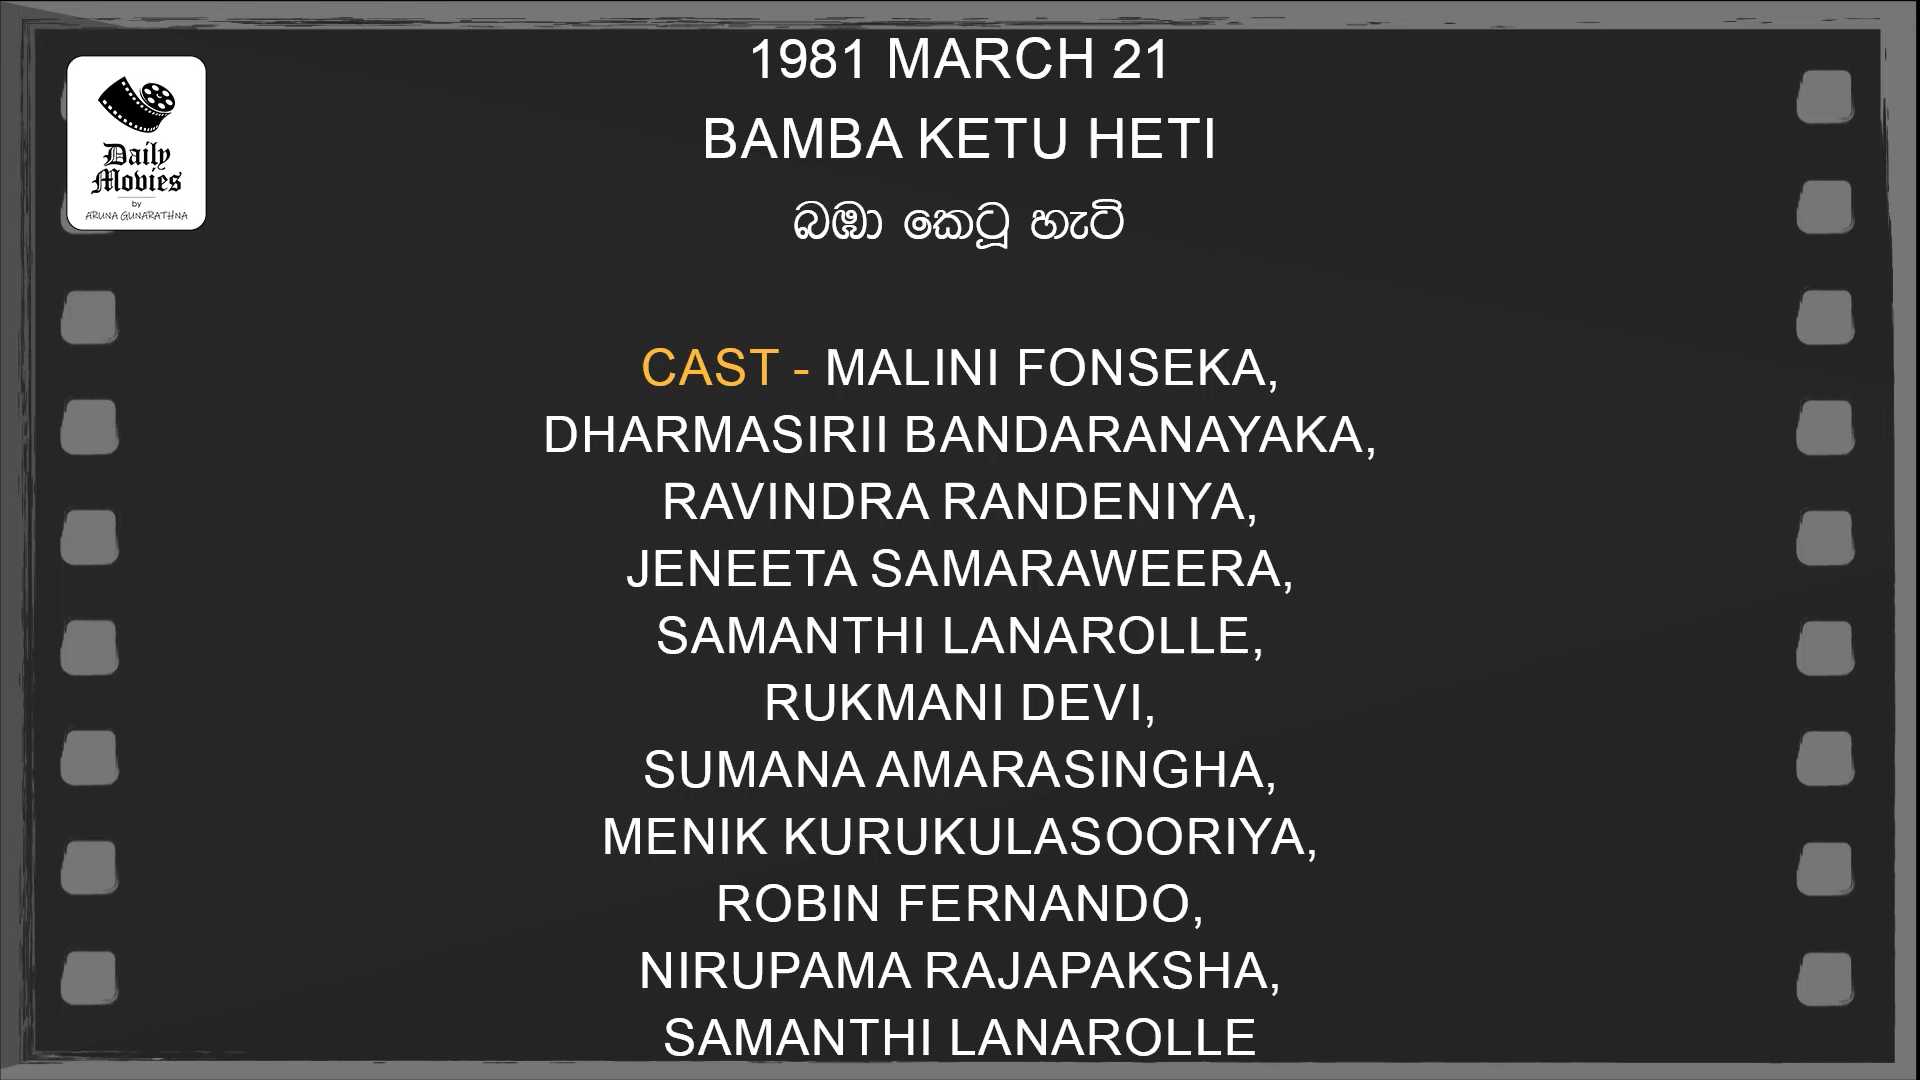 Daily
Movies
by
ARUNA GUNARATHNA
1981 MARCH 21
BAMBA KETU HETI
බඹා කෙටූ හැටි
CAST - MALINI FONSEKA,
DHARMASIRII BANDARANAYAKA,
RAVINDRA RANDENIYA,
JENEETA SAMARAWEERA,
SAMANTHI LANAROLLE,
RUKMANI DEVI,
SUMANA AMARASINGHA,
MENIK KURUKULASOORIYA,
ROBIN FERNANDO,
NIRUPAMA RAJAPAKSHA,
SAMANTHI LANAROLLE